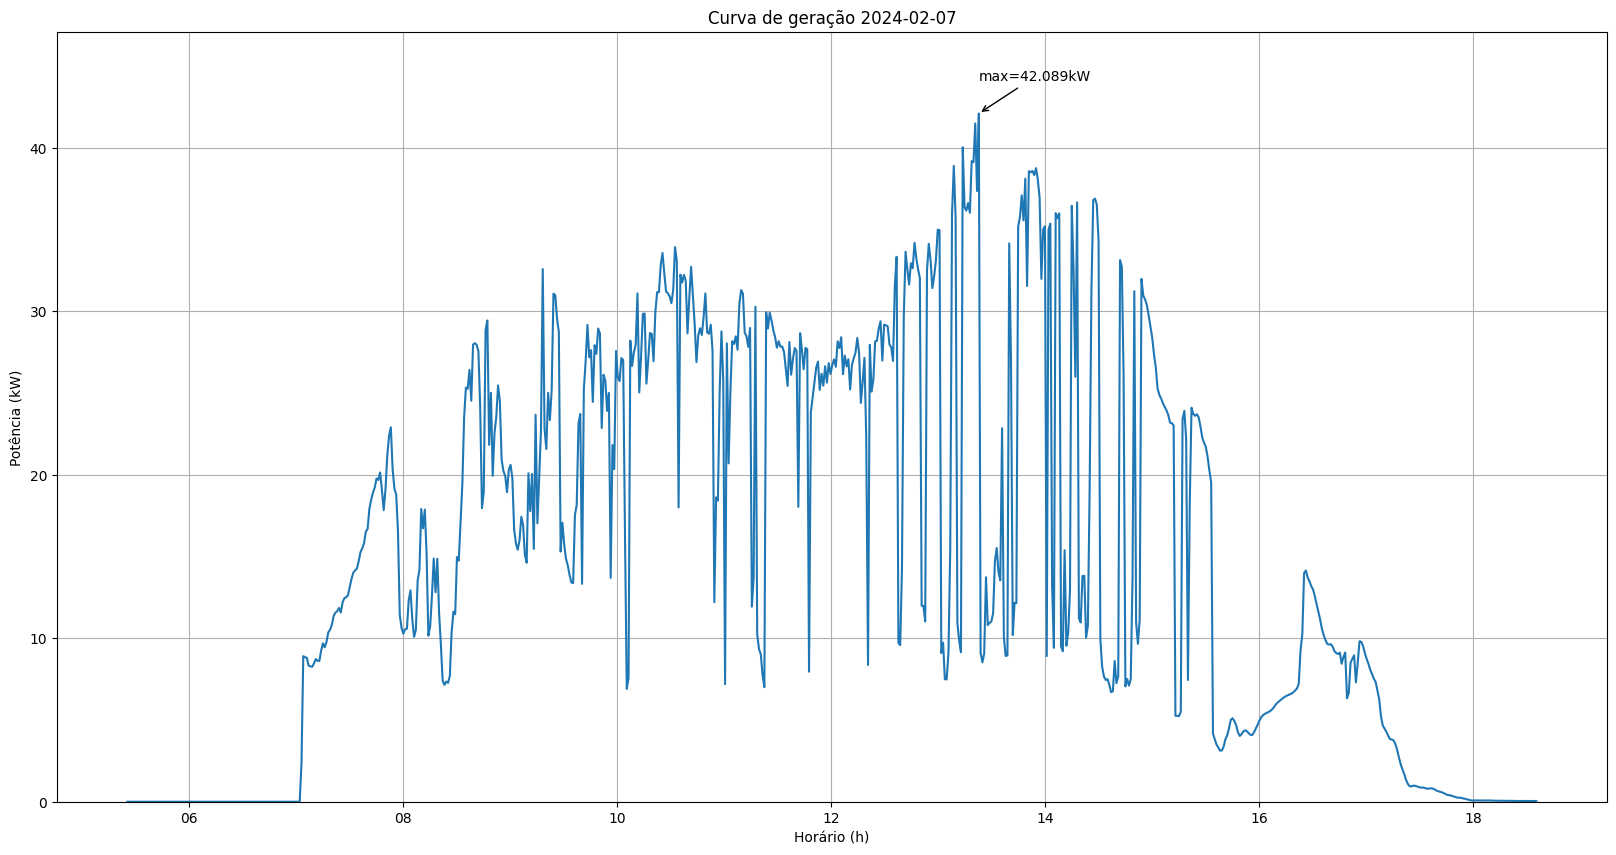 Curva de geração 2024-02-07
max=42.089kW
Potência (kW)
40
30
20
10
0
06 08 10 12 14 16 18
Horário (h)